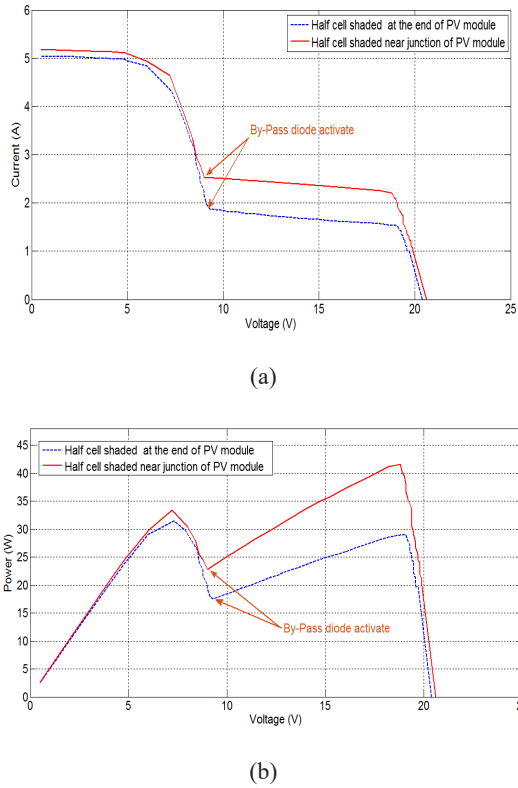 6
5
4
3
2
1
0
Current (A)
Half cell shaded at the end of PV module
Half cell shaded near junction of PV module
By-Pass diode activate
0 5 10 15 20 25
Voltage (V)
(a)
45
40
35
30
25
20
15
10
5
0
Power (W)
Half cell shaded at the end of PV module
Half cell shaded near junction of PV module
By-Pass diode activate
0 5 10 15 20
Voltage (V)
(b)